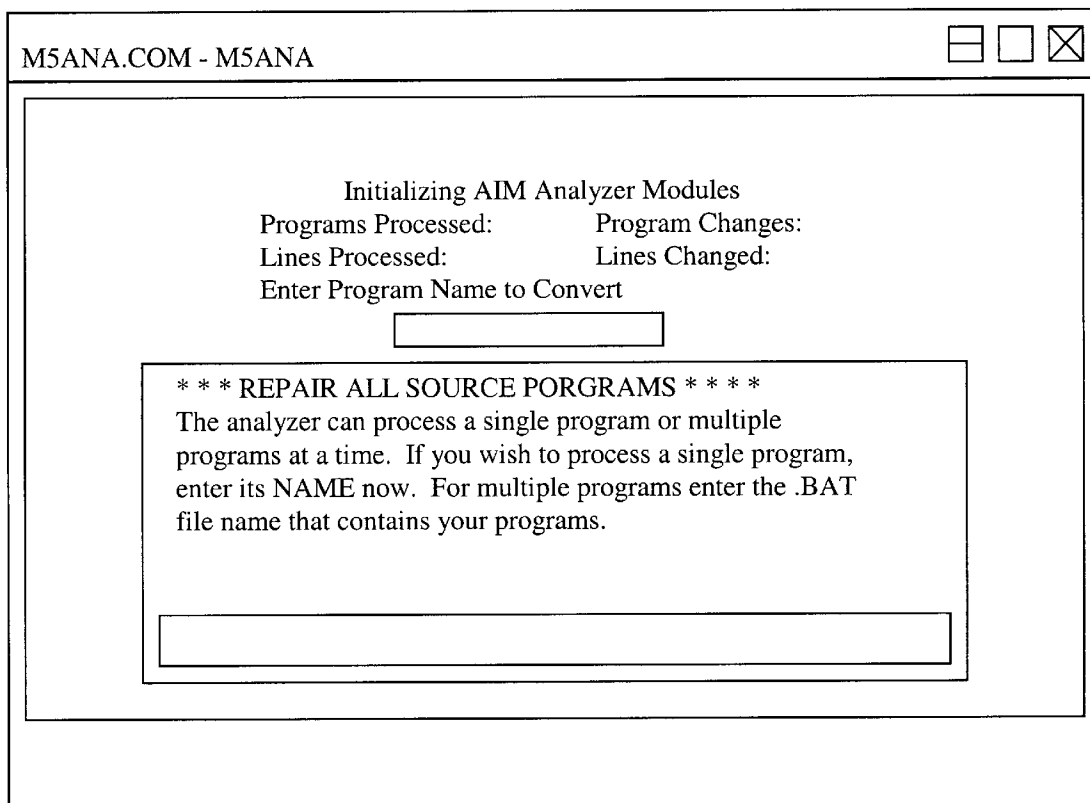 M5ANA.COM - M5ANA
Initializing AIM Analyzer Modules
Programs Processed: Program Changes:
Lines Processed: Lines Changed:
Enter Program Name to Convert
* * * REPAIR ALL SOURCE PORGRAMS * * * *
The analyzer can process a single program or multiple
programs at a time. If you wish to process a single program,
enter its NAME now. For multiple programs enter the .BAT
file name that contains your programs.